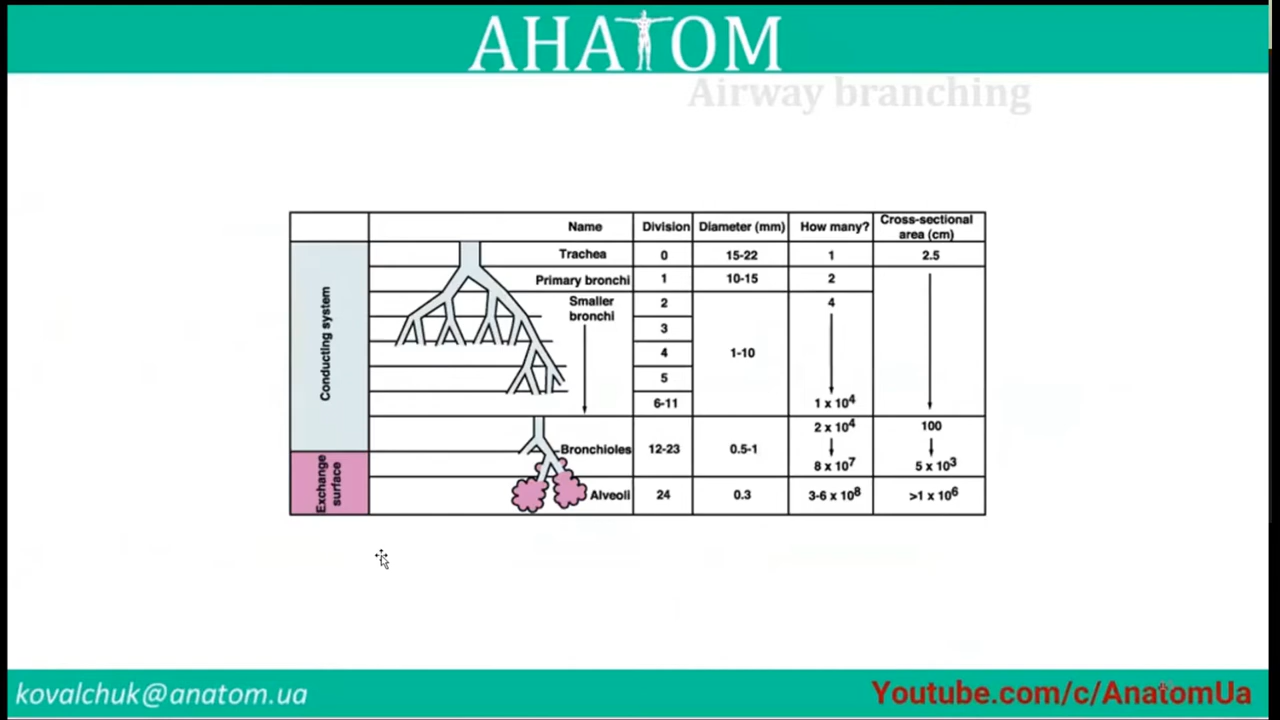 AHATOM
Airway branching
Name Division Diameter (mm) How many? Cross-sectional area (cm)
Conducting system
Trachea 0 15-22 1 2.5
Primary bronchi 1 10-15 2
Smaller bronchi 2 4
3
4 1-10
5
6-11 1 x 10⁴
2 x 10⁴ 100
Bronchioles 12-23 0.5-1
8 x 10⁷ 5 x 10³
Exchange surface
Alveoli 24 0.3 3-6 x 10⁸ >1 x 10⁶
kovalchuk@anatom.ua
Youtube.com/c/AnatomUa